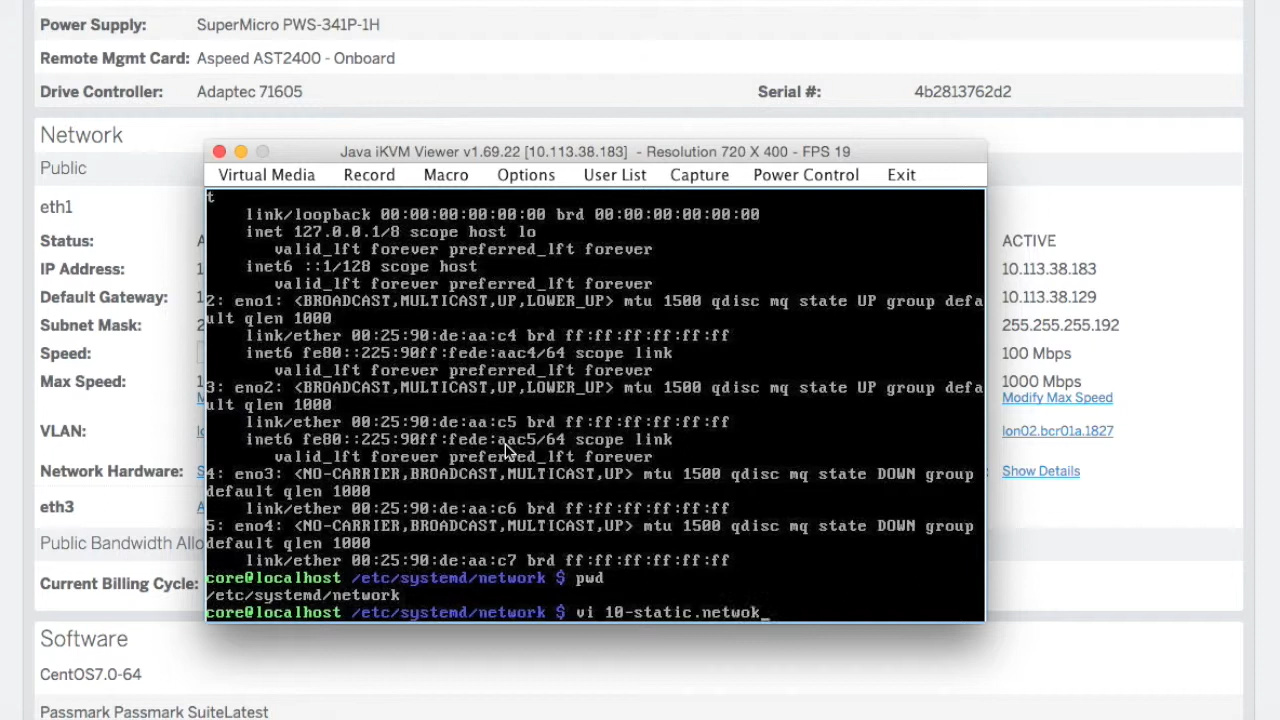 Power Supply: SuperMicro PWS-341P-1H
Remote Mgmt Card: Aspeed AST2400 - Onboard
Drive Controller: Adaptec 71605 Serial #: 4b2813762d2
Network
Public
eth1
Status:
IP Address:
Default Gateway:
Subnet Mask:
Speed:
Max Speed:
VLAN:
Network Hardware:
eth3
Public Bandwidth Allo
Current Billing Cycle:
Java iKVM Viewer v1.69.22 [10.113.38.183] - Resolution 720 X 400 - FPS 19
Virtual Media Record Macro Options User List Capture Power Control Exit
t
link/loopback 00:00:00:00:00:00 brd 00:00:00:00:00:00
inet 127.0.0.1/8 scope host lo
valid_lft forever preferred_lft forever
inet6 ::1/128 scope host
valid_lft forever preferred_lft forever
2: eno1: <BROADCAST,MULTICAST,UP,LOWER_UP> mtu 1500 qdisc mq state UP group defa
ult qlen 1000
link/ether 00:25:90:de:aa:c4 brd ff:ff:ff:ff:ff:ff
inet6 fe80::225:90ff:fede:aac4/64 scope link
valid_lft forever preferred_lft forever
3: eno2: <BROADCAST,MULTICAST,UP,LOWER_UP> mtu 1500 qdisc mq state UP group defa
ult qlen 1000
link/ether 00:25:90:de:aa:c5 brd ff:ff:ff:ff:ff:ff
inet6 fe80::225:90ff:fede:aac5/64 scope link
valid_lft forever preferred_lft forever
4: eno3: <NO-CARRIER,BROADCAST,MULTICAST,UP> mtu 1500 qdisc mq state DOWN group
default qlen 1000
link/ether 00:25:90:de:aa:c6 brd ff:ff:ff:ff:ff:ff
5: eno4: <NO-CARRIER,BROADCAST,MULTICAST,UP> mtu 1500 qdisc mq state DOWN group
default qlen 1000
link/ether 00:25:90:de:aa:c7 brd ff:ff:ff:ff:ff:ff
core@localhost /etc/systemd/network $ pwd
/etc/systemd/network
core@localhost /etc/systemd/network $ vi 10-static.netwok_
ACTIVE
10.113.38.183
10.113.38.129
255.255.255.192
100 Mbps
1000 Mbps
Modify Max Speed
lon02.bcr01a.1827
Show Details
Software
CentOS7.0-64
Passmark Passmark SuiteLatest